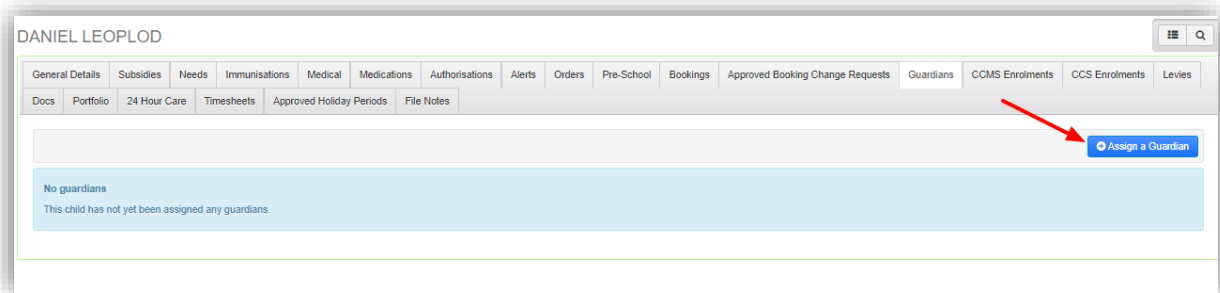 DANIEL LEOPLOD
General Details Subsidies Needs Immunisations Medical Medications Authorisations Alerts Orders Pre-School Bookings Approved Booking Change Requests Guardians CCMS Enrolments CCS Enrolments Levies
Docs Portfolio 24 Hour Care Timesheets Approved Holiday Periods File Notes
Assign a Guardian
No guardians
This child has not yet been assigned any guardians.